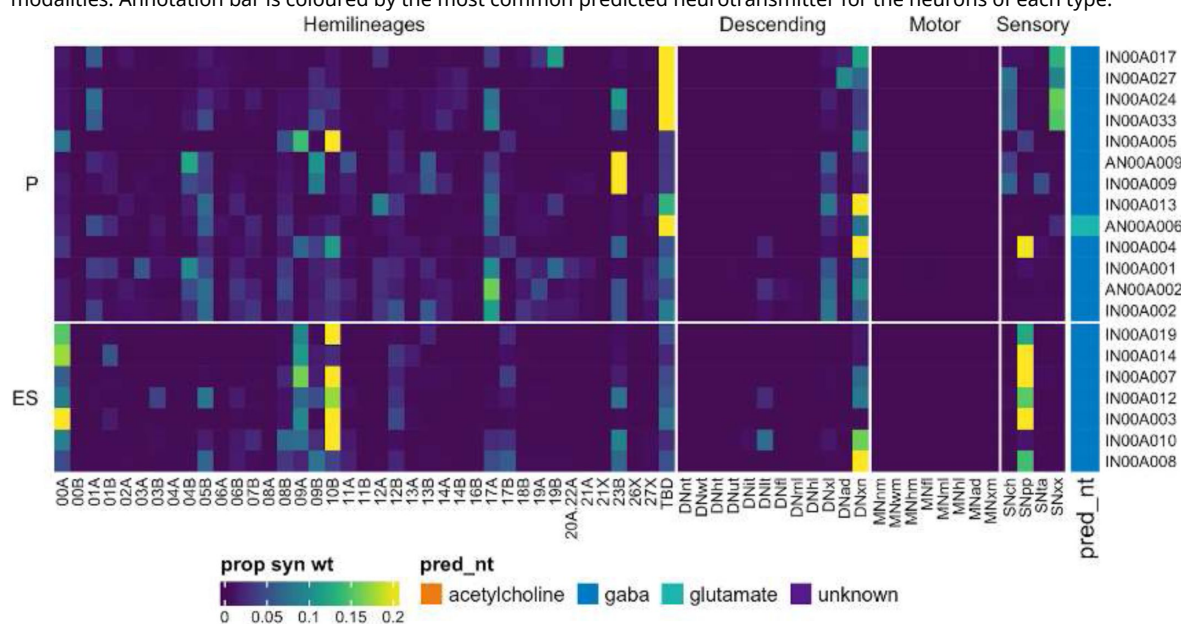 modalities. Annotation bar is coloured by the most common predicted neurotransmitter for the neurons of each type.
Hemilineages Descending Motor Sensory
IN00A017
IN00A027
IN00A024
IN00A033
IN00A005
AN00A009
P
IN00A009
IN00A013
AN00A006
IN00A004
IN00A001
AN00A002
IN00A002
IN00A019
IN00A014
IN00A007
ES
IN00A012
IN00A003
IN00A010
IN00A008
00A 00B 01A 01B 02A 03A 03B 04A 04B 05B 06A 06B 07B 08A 08B 09A 09B 10B 11A 11B 12A 12B 13A 13B 14A 14B 16B 17A 17B 18B 19A 19B 20A.22A 21A 21X 23B 26X 27X TBD DNnt DNwt DNht DNut DNit DNlt DNfl DNml DNhl DNxl DNad DNxn MNnm MNwm MNhm MNfl MNml MNhl MNad MNxm SNch SNpp SNta SNxx pred_nt
prop syn wt pred_nt
acetylcholine gaba glutamate unknown
0 0.05 0.1 0.15 0.2